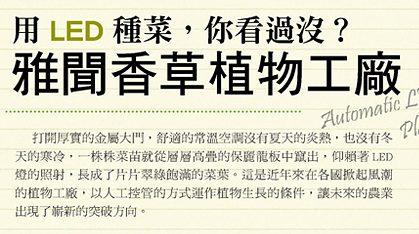 用 LED 種菜，你看過沒？
雅聞香草植物工廠
Automatic L
Pl
打開厚實的金屬大門，舒適的常溫空調沒有夏天的炎熱，也沒有冬
天的寒冷，一株株菜苗就從層層高疊的保麗龍板中竄出，仰賴著 LED
燈的照射，長成了片片翠綠飽滿的菜葉。這是近年來在各國掀起風潮
的植物工廠，以人工控管的方式運作植物生長的條件，讓未來的農業
出現了嶄新的突破方向。